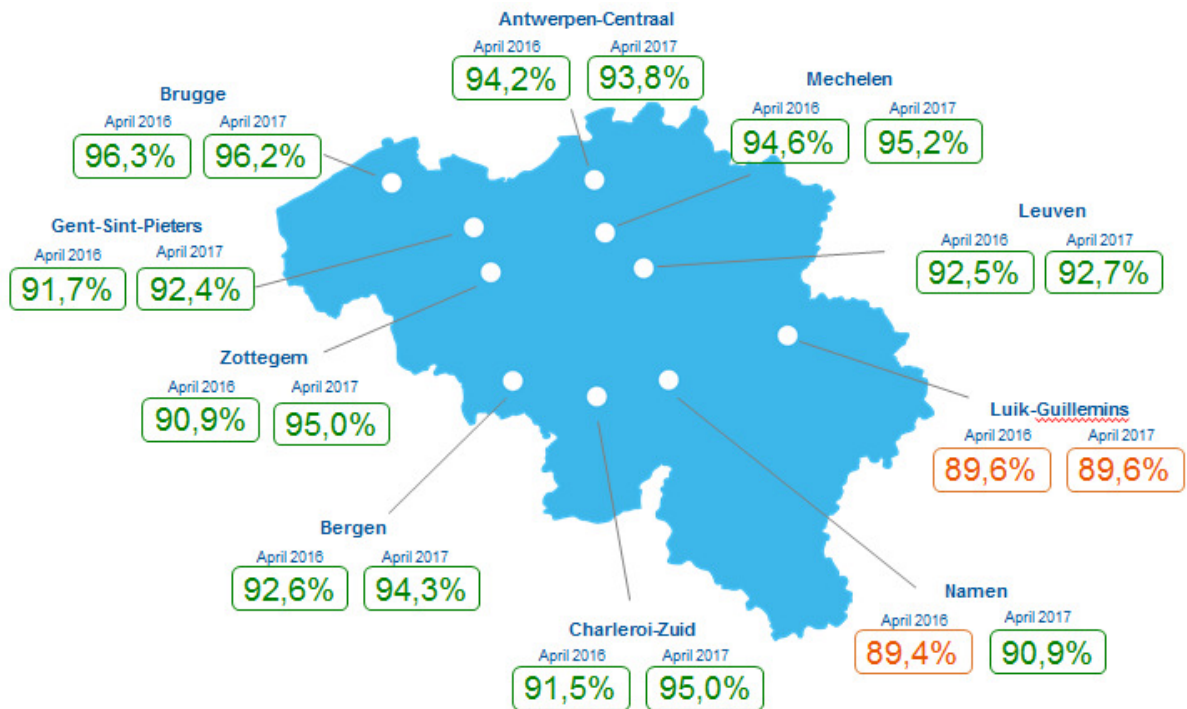 Antwerpen-Centraal
April 2016 April 2017
94,2% 93,8%
Mechelen
April 2016 April 2017
94,6% 95,2%
Brugge
April 2016 April 2017
96,3% 96,2%
Leuven
April 2016 April 2017
92,5% 92,7%
Gent-Sint-Pieters
April 2016 April 2017
91,7% 92,4%
Zottegem
April 2016 April 2017
90,9% 95,0%
Luik-Guillemins
April 2016 April 2017
89,6% 89,6%
Bergen
April 2016 April 2017
92,6% 94,3%
Namen
April 2016 April 2017
89,4% 90,9%
Charleroi-Zuid
April 2016 April 2017
91,5% 95,0%